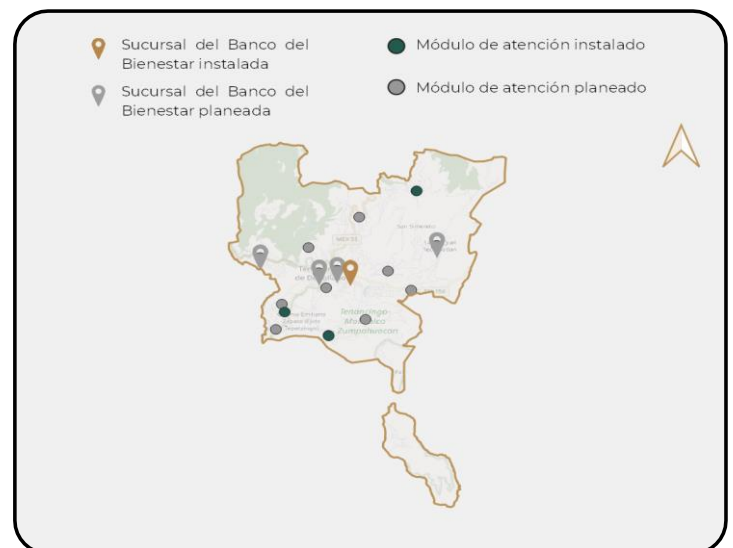 Sucursal del Banco del
Bienestar instalada
Módulo de atención instalado
Sucursal del Banco del
Bienestar planeada
Módulo de atención planeado
Tenancingo-
Zumpahuacán